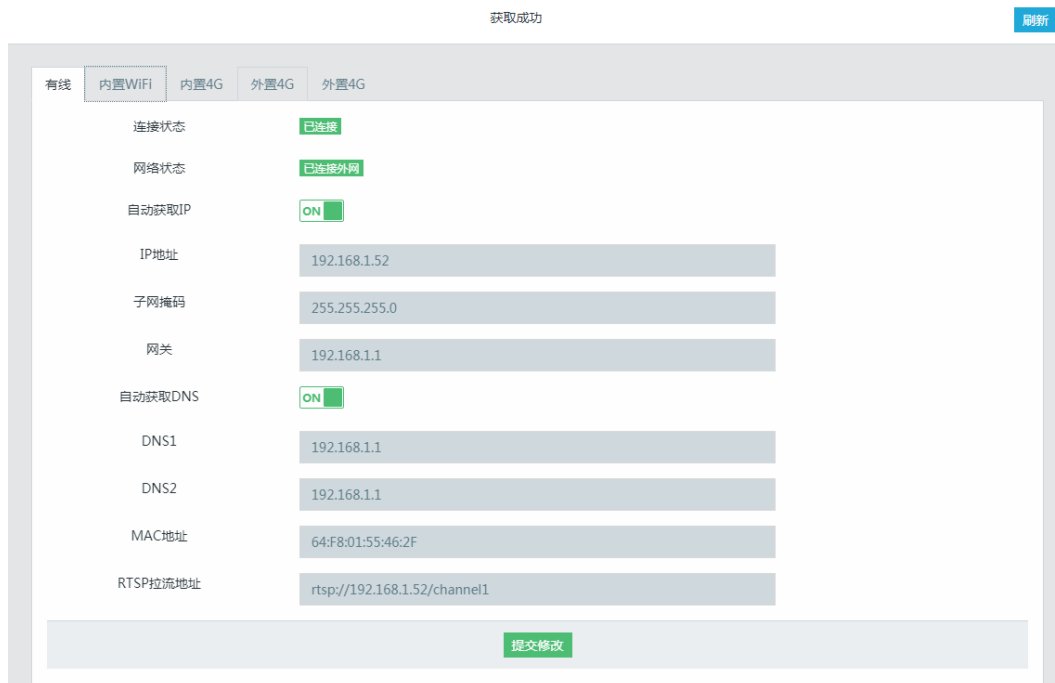 获取成功 刷新
有线 内置WiFi 内置4G 外置4G 外置4G
连接状态 已连接
网络状态 已连接外网
自动获取IP ON
IP地址 192.168.1.52
子网掩码 255.255.255.0
网关 192.168.1.1
自动获取DNS ON
DNS1 192.168.1.1
DNS2 192.168.1.1
MAC地址 64:F8:01:55:46:2F
RTSP拉流地址 rtsp://192.168.1.52/channel1
提交修改